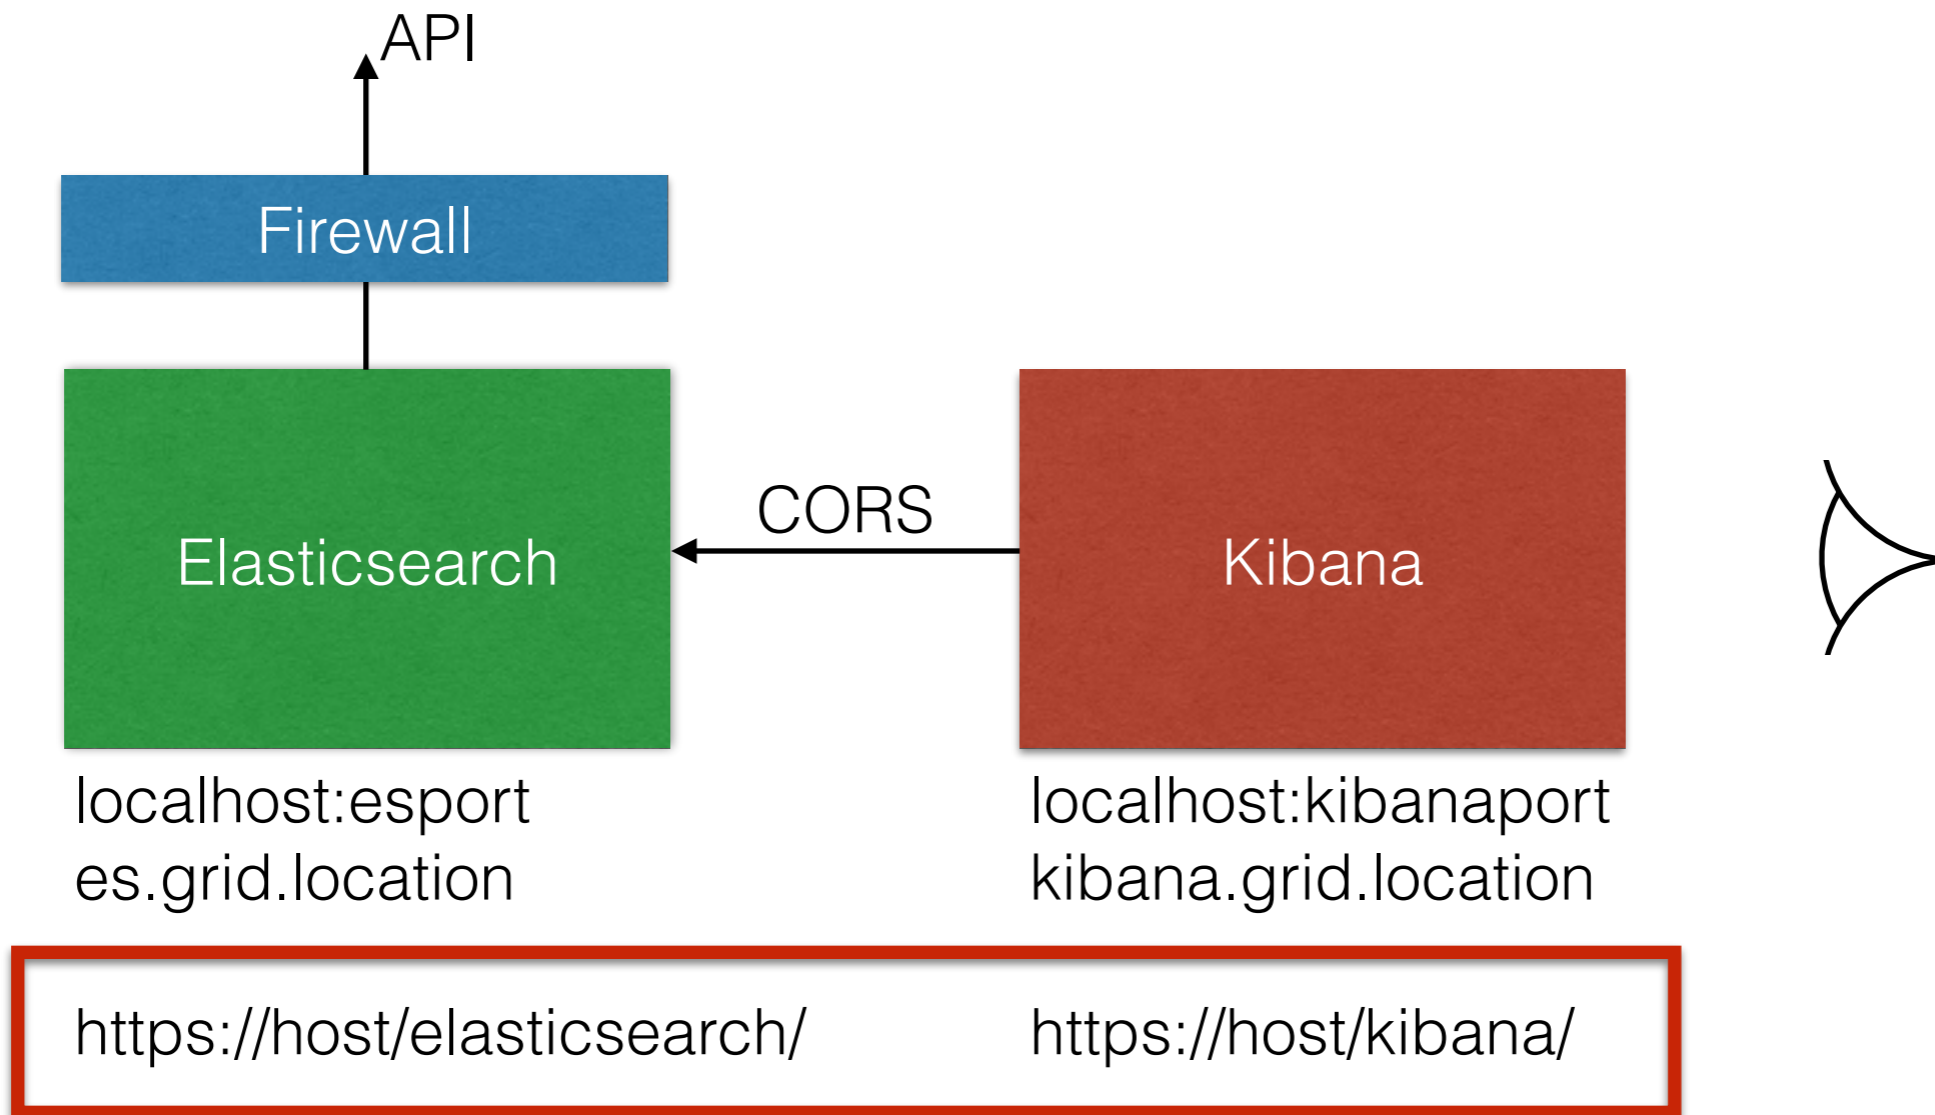 API
Firewall
Elasticsearch
CORS
Kibana
localhost:esport
es.grid.location
localhost:kibanaport
kibana.grid.location
https://host/elasticsearch/
https://host/kibana/